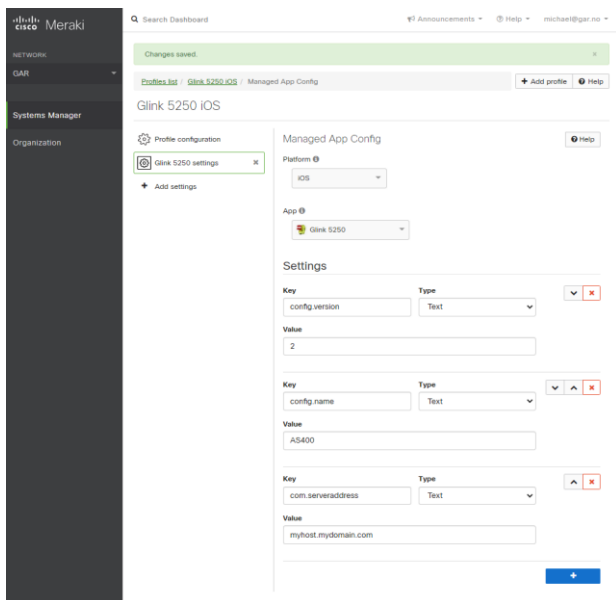 cisco Meraki
Search Dashboard
Announcements
Help
michael@gar.no
NETWORK
GAR
Systems Manager
Organization
Changes saved.
×
Profiles list / Glink 5250 iOS / Managed App Config
+ Add profile
Help
Glink 5250 iOS
Profile configuration
Glink 5250 settings ×
+ Add settings
Managed App Config
Help
Platform
iOS
App
Glink 5250
Settings
Key Type
config.version Text
Value
2
Key Type
config.name Text
Value
AS400
Key Type
com.serveraddress Text
Value
myhost.mydomain.com
+